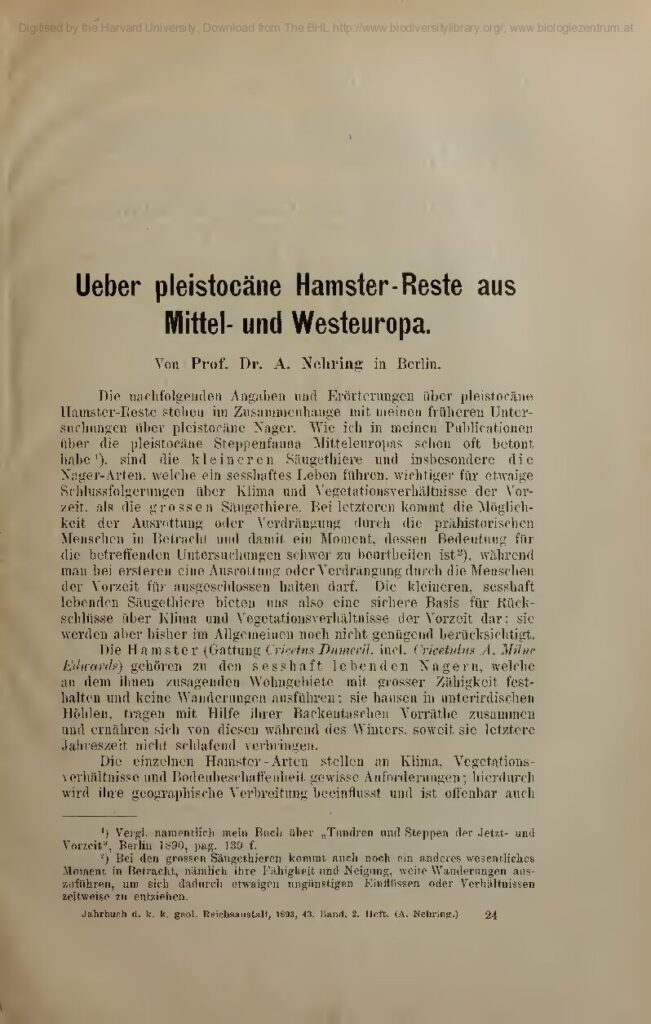 Digitised by the Harvard University, Download from The BHL http://www.biodiversitylibrary.org/; www.biologiezentrum.at
Ueber pleistocäne Hamster-Reste aus
Mittel- und Westeuropa.
Von Prof. Dr. A. Nehring in Berlin.
Die nachfolgenden Angaben und Erörterungen über pleistocäne
Hamster-Reste stehen im Zusammenhange mit meinen früheren Unter-
suchungen über pleistocäne Nager. Wie ich in meinen Publicationen
über die pleistocäne Steppenfauna Mitteleuropas schon oft betont
habe ¹), sind die kleineren Säugethiere und insbesondere die
Nager-Arten, welche ein sesshaftes Leben führen, wichtiger für etwaige
Schlussfolgerungen über Klima und Vegetationsverhältnisse der Vor-
zeit, als die grossen Säugethiere. Bei letzteren kommt die Möglich-
keit der Ausrottung oder Verdrängung durch die prähistorischen
Menschen in Betracht und damit ein Moment, dessen Bedeutung für
die betreffenden Untersuchungen schwer zu beurtheilen ist²), während
man bei ersteren eine Ausrottung oder Verdrängung durch die Menschen
der Vorzeit für ausgeschlossen halten darf. Die kleineren, sesshaft
lebenden Säugethiere bieten uns also eine sichere Basis für Rück-
schlüsse über Klima und Vegetationsverhältnisse der Vorzeit dar; sie
werden aber bisher im Allgemeinen noch nicht genügend berücksichtigt.
Die Hamster (Gattung Cricetus Dumeril. incl. Cricetulus A. Milne
Edwards) gehören zu den sesshaft lebenden Nagern, welche
an dem ihnen zusagenden Wohngebiete mit grosser Zähigkeit fest-
halten und keine Wanderungen ausführen; sie hausen in unterirdischen
Höhlen, tragen mit Hilfe ihrer Backentaschen Vorräthe zusammen
und ernähren sich von diesen während des Winters, soweit sie letztere
Jahreszeit nicht schlafend verbringen.
Die einzelnen Hamster-Arten stellen an Klima, Vegetations-
verhältnisse und Bodenbeschaffenheit gewisse Anforderungen; hierdurch
wird ihre geographische Verbreitung beeinflusst und ist offenbar auch
¹) Vergl. namentlich mein Buch über „Tundren und Steppen der Jetzt- und
Vorzeit", Berlin 1890, pag. 139 f.
²) Bei den grossen Säugethieren kommt auch noch ein anderes wesentliches
Moment in Betracht, nämlich ihre Fähigkeit und Neigung, weite Wanderungen aus-
zuführen, um sich dadurch etwaigen ungünstigen Einflüssen oder Verhältnissen
zeitweise zu entziehen.
Jahrbuch d. k. k. geol. Reichsanstalt, 1893, 43. Band, 2. Heft. (A. Nehring.) 24